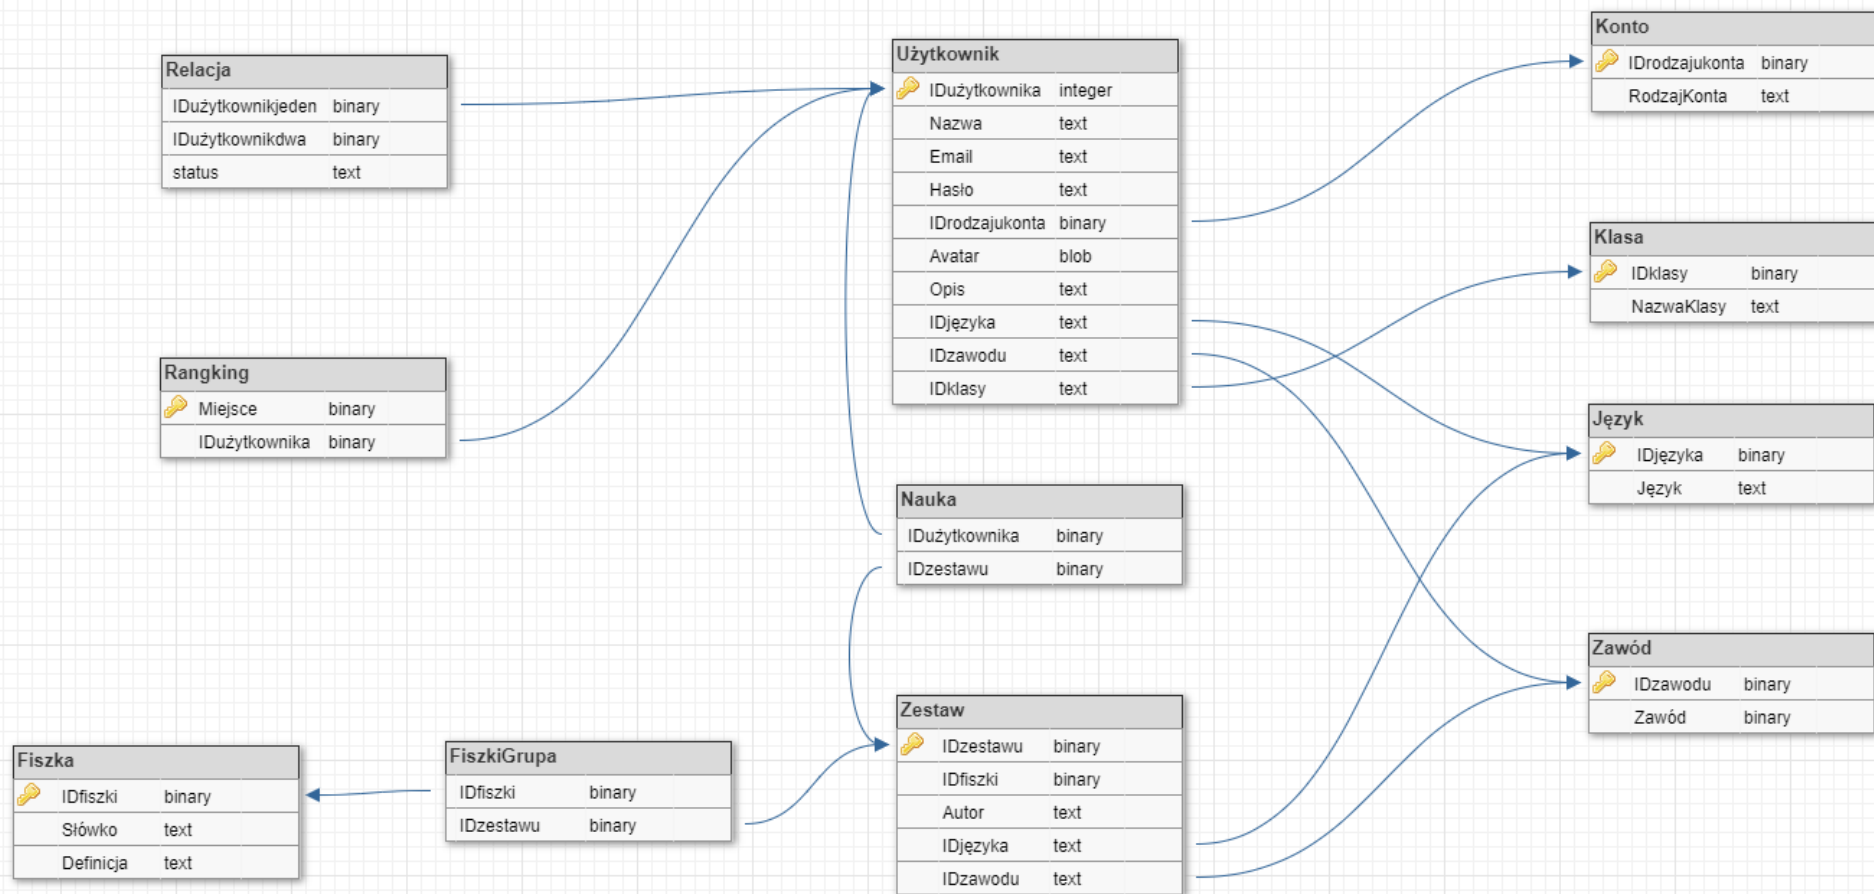 Relacja
IDużytkownikjeden binary
IDużytkownikdwa binary
status text
Rangking
Miejsce binary
IDużytkownika binary
Użytkownik
IDużytkownika integer
Nazwa text
Email text
Hasło text
IDrodzajukonta binary
Avatar blob
Opis text
IDjęzyka text
IDzawodu text
IDklasy text
Nauka
IDużytkownika binary
IDzestawu binary
Fiszka
IDfiszki binary
Słówko text
Definicja text
FiszkiGrupa
IDfiszki binary
IDzestawu binary
Zestaw
IDzestawu binary
IDfiszki binary
Autor text
IDjęzyka text
IDzawodu text
Konto
IDrodzajukonta binary
RodzajKonta text
Klasa
IDklasy binary
NazwaKlasy text
Język
IDjęzyka binary
Język text
Zawód
IDzawodu binary
Zawód binary